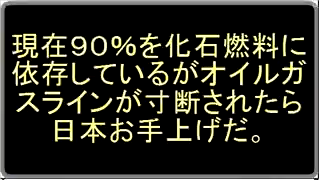 現在９０％を化石燃料に
依存しているがオイルガ
スラインが寸断されたら
日本お手上げだ。